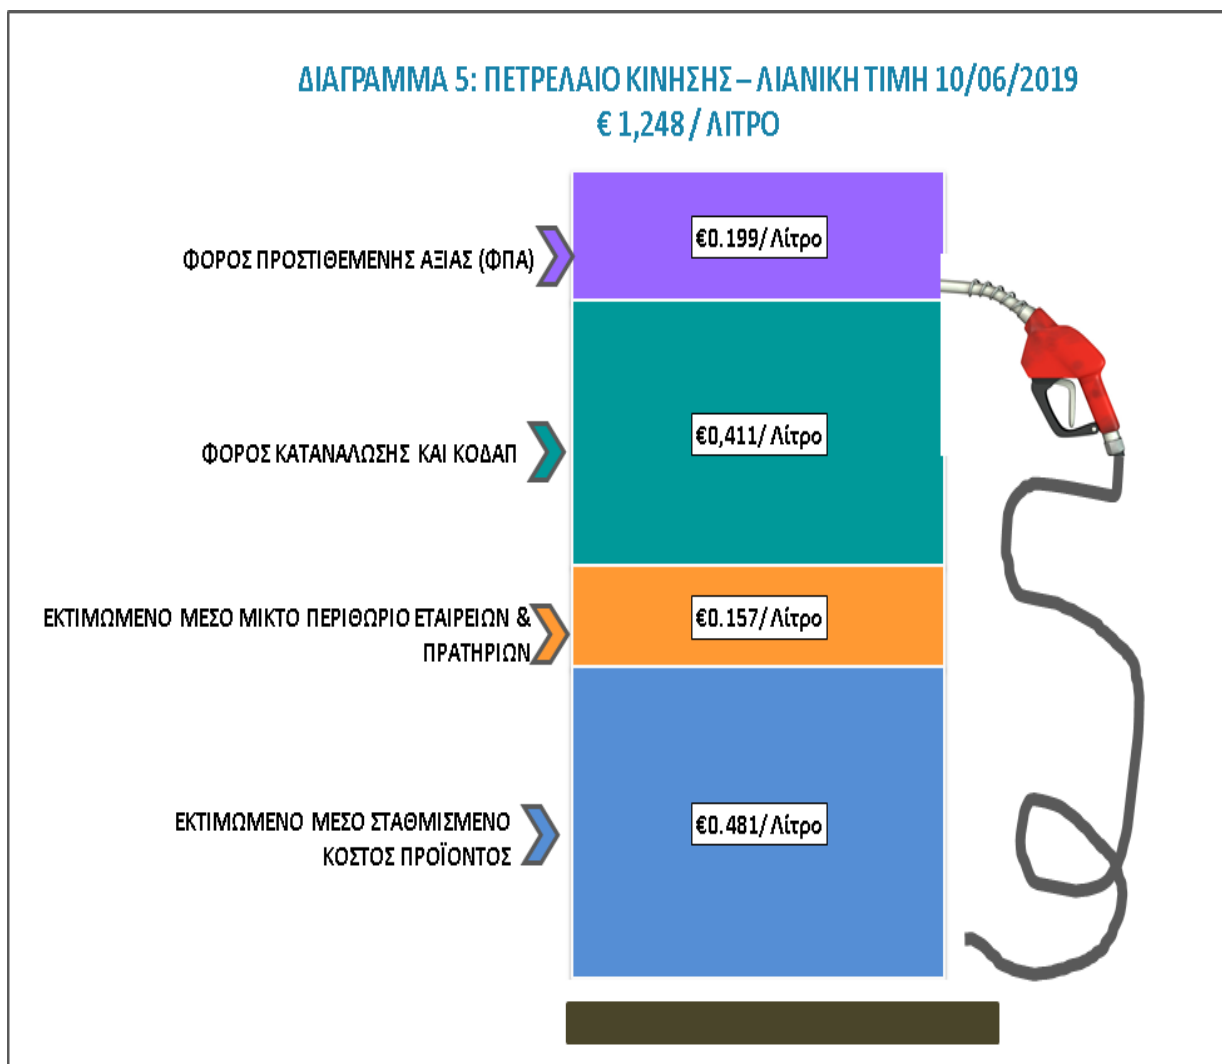 ΔΙΑΓΡΑΜΜΑ 5: ΠΕΤΡΕΛΑΙΟ ΚΙΝΗΣΗΣ – ΛΙΑΝΙΚΗ ΤΙΜΗ 10/06/2019
€ 1,248 / ΛΙΤΡΟ
ΦΟΡΟΣ ΠΡΟΣΤΙΘΕΜΕΝΗΣ ΑΞΙΑΣ (ΦΠΑ)
€0.199/ Λίτρο
ΦΟΡΟΣ ΚΑΤΑΝΑΛΩΣΗΣ ΚΑΙ ΚΟΔΑΠ
€0,411/ Λίτρο
ΕΚΤΙΜΩΜΕΝΟ ΜΕΣΟ ΜΙΚΤΟ ΠΕΡΙΘΩΡΙΟ ΕΤΑΙΡΕΙΩΝ &
ΠΡΑΤΗΡΙΩΝ
€0.157/ Λίτρο
ΕΚΤΙΜΩΜΕΝΟ ΜΕΣΟ ΣΤΑΘΜΙΣΜΕΝΟ
ΚΟΣΤΟΣ ΠΡΟΪΟΝΤΟΣ
€0.481/ Λίτρο